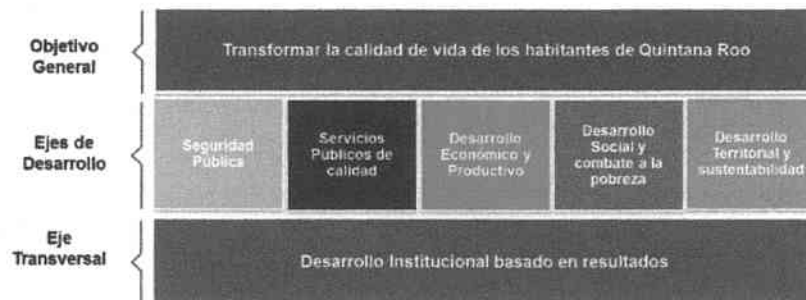 Objetivo
General
Transformar la calidad de vida de los habitantes de Quintana Roo
Ejes de
Desarrollo
Seguridad
Pública
Servicios
Públicos de
calidad
Desarrollo
Económico y
Productivo
Desarrollo
Social y
combate a la
pobreza
Desarrollo
Territorial y
sustentabilidad
Eje
Transversal
Desarrollo Institucional basado en resultados